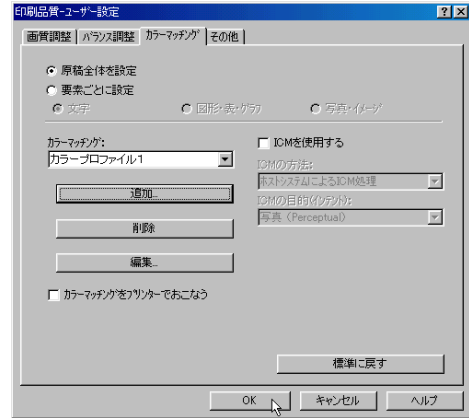 印刷品質-ユーザー設定
画質調整 バランス調整 カラーマッチング その他
原稿全体を設定
要素ごとに設定
文字 図形・表・グラフ 写真・イメージ
カラーマッチング:
カラープロファイル1
追加...
削除
編集...
カラーマッチングをプリンターでおこなう
ICMを使用する
ICMの方法:
ホストシステムによるICM処理
ICMの目的(インテント):
写真 (Perceptual)
標準に戻す
OK キャンセル ヘルプ